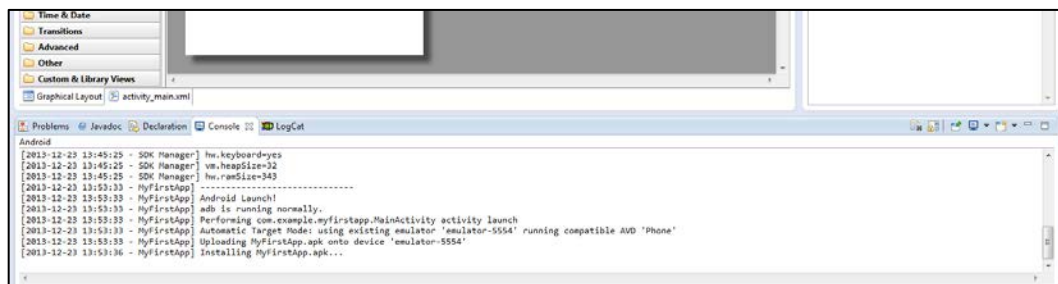 Time & Date
Transitions
Advanced
Other
Custom & Library Views
Graphical Layout activity_main.xml
Problems Javadoc Declaration Console LogCat
Android
[2013-12-23 13:45:25 - SDK Manager] hw.keyboard=yes
[2013-12-23 13:45:25 - SDK Manager] vm.heapSize=32
[2013-12-23 13:45:25 - SDK Manager] hw.ramSize=343
[2013-12-23 13:53:33 - MyFirstApp] ------------------------------
[2013-12-23 13:53:33 - MyFirstApp] Android Launch!
[2013-12-23 13:53:33 - MyFirstApp] adb is running normally.
[2013-12-23 13:53:33 - MyFirstApp] Performing com.example.myfirstapp.MainActivity activity launch
[2013-12-23 13:53:33 - MyFirstApp] Automatic Target Mode: using existing emulator 'emulator-5554' running compatible AVD 'Phone'
[2013-12-23 13:53:33 - MyFirstApp] Uploading MyFirstApp.apk onto device 'emulator-5554'
[2013-12-23 13:53:36 - MyFirstApp] Installing MyFirstApp.apk...